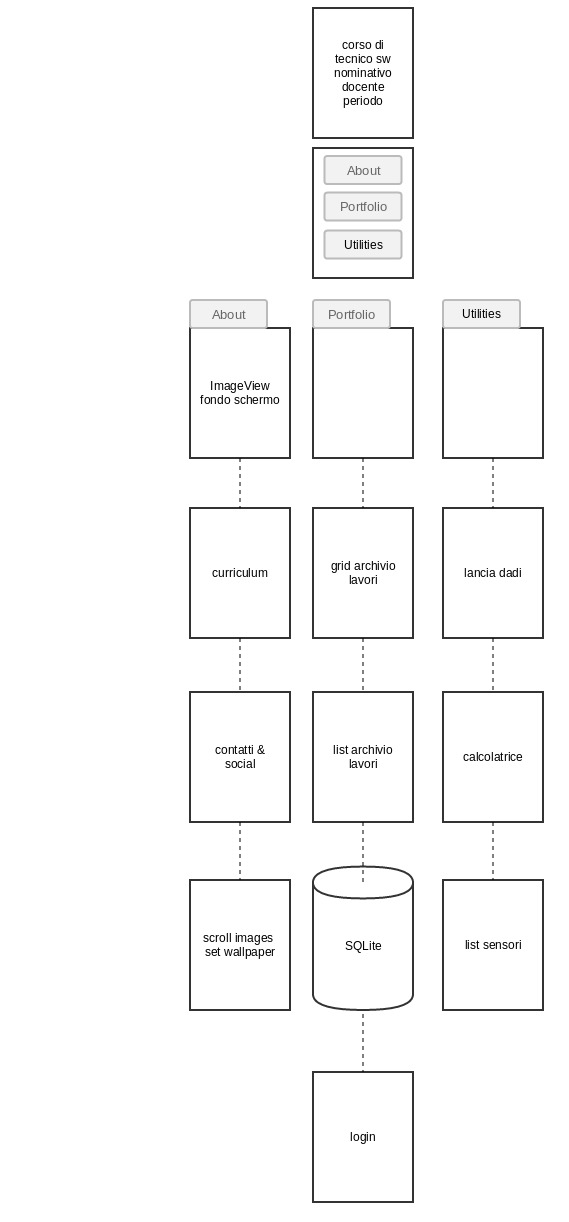 corso di
tecnico sw
nominativo
docente
periodo
About
Portfolio
Utilities
About
Portfolio
Utilities
ImageView
fondo schermo
curriculum
grid archivio
lavori
lancia dadi
contatti &
social
list archivio
lavori
calcolatrice
scroll images
set wallpaper
SQLite
list sensori
login